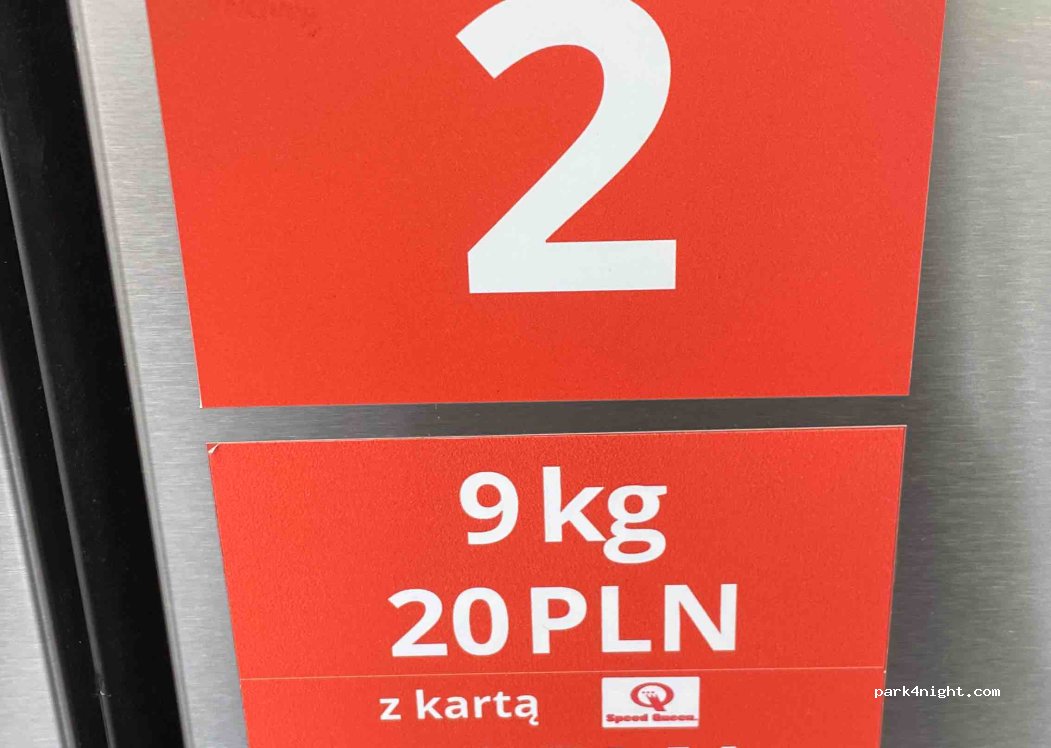 2
9 kg
20 PLN
z kartą
Speed Queen
park4night.com